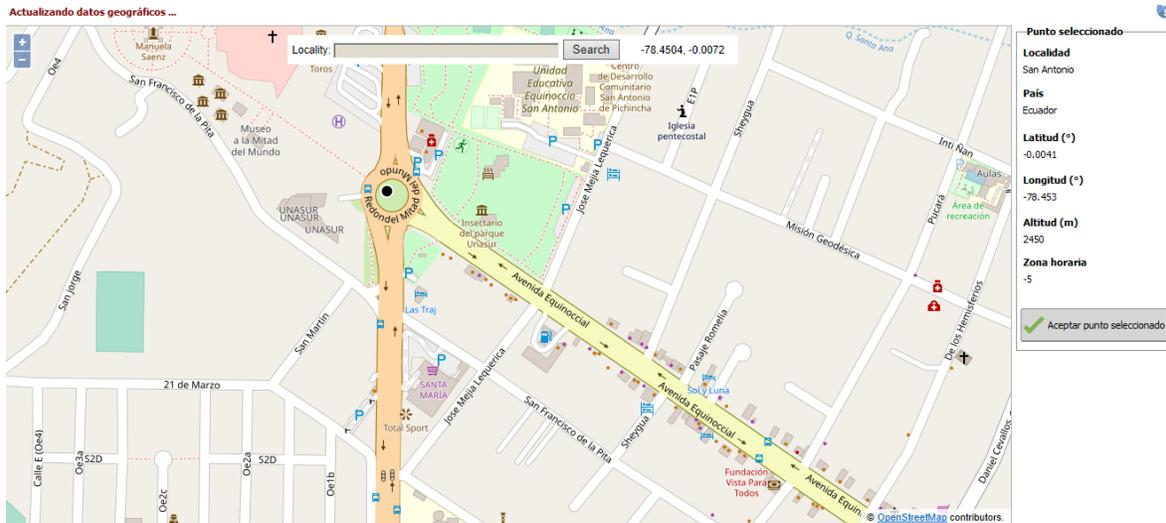 Actualizando datos geográficos ...
Locality:
Search
-78.4504, -0.0072
Punto seleccionado
Localidad
San Antonio
País
Ecuador
Latitud (°)
-0.0041
Longitud (°)
-78.453
Altitud (m)
2450
Zona horaria
-5
Aceptar punto seleccionado
Manuela
Saenz
Toros
Oe4
San Francisco de la Pita
Museo
a la Mitad
del Mundo
Unidad
Educativa
Equinoccio
San Antonio
Centro
de Desarrollo
Comunitario
San Antonio
de Pichincha
E1P
Iglesia
pentecostal
Sheygua
Q. Santa Ana
Inti Ñan
Aulas
Área de
recreación
Pucará
Jose Mejia Lequerica
Redondel Mitad del Mundo
UNASUR
UNASUR
UNASUR
Insectario
del parque
Unasur
Misión Geodésica
San Jorge
Avenida Equinoccial
Las Traj
San Martin
Pasaje Romelia
De los Hemisferios
21 de Marzo
SANTA
MARÍA
Jose Mejia Lequerica
Sol y Luna
Avenida Equinoccial
Total Sport
San Francisco de la Pita
Sheygua
Calle E (Oe4)
Oe3a
S2D
Oe2c
Oe2a
S2D
Oe1b
Fundación
Vista Para
Todos
Avenida Equin
Daniel Cevallos
P
P
P
P
P
P
P
P
H
© OpenStreetMap contributors.